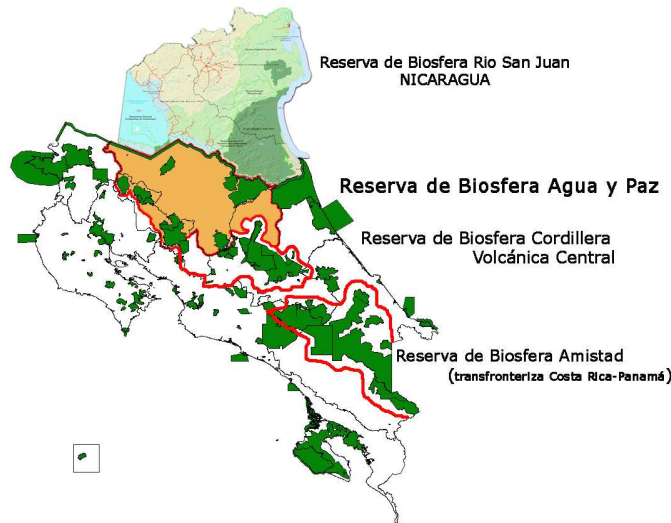 Reserva de Biosfera Rio San Juan
NICARAGUA
Reserva de Biosfera Agua y Paz
Reserva de Biosfera Cordillera
Volcánica Central
Reserva de Biosfera Amistad
(transfronteriza Costa Rica-Panamá)